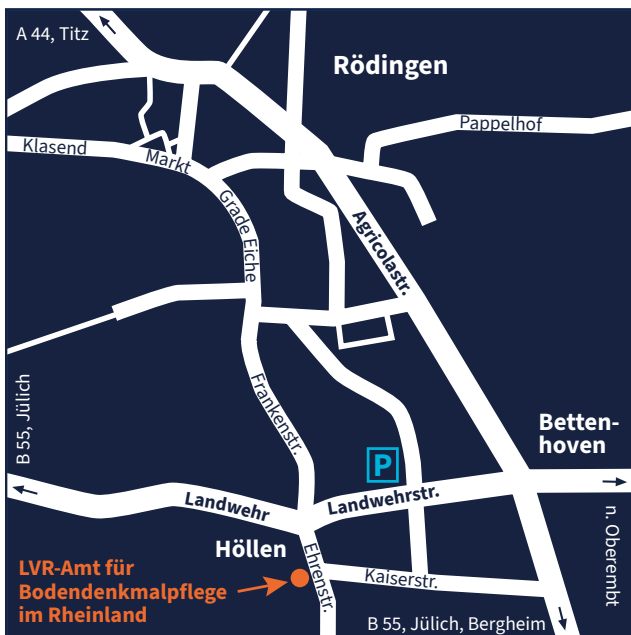 A 44, Titz
Rödingen
Pappelhof
Klasend
Markt
Grade Eiche
Agricolastr.
B 55, Jülich
Frankenstr.
Betten-
hoven
P
Landwehr
Landwehrstr.
n. Oberembt
Höllen
Ehrenstr.
Kaiserstr.
LVR-Amt für
Bodendenkmalpflege
im Rheinland
B 55, Jülich, Bergheim